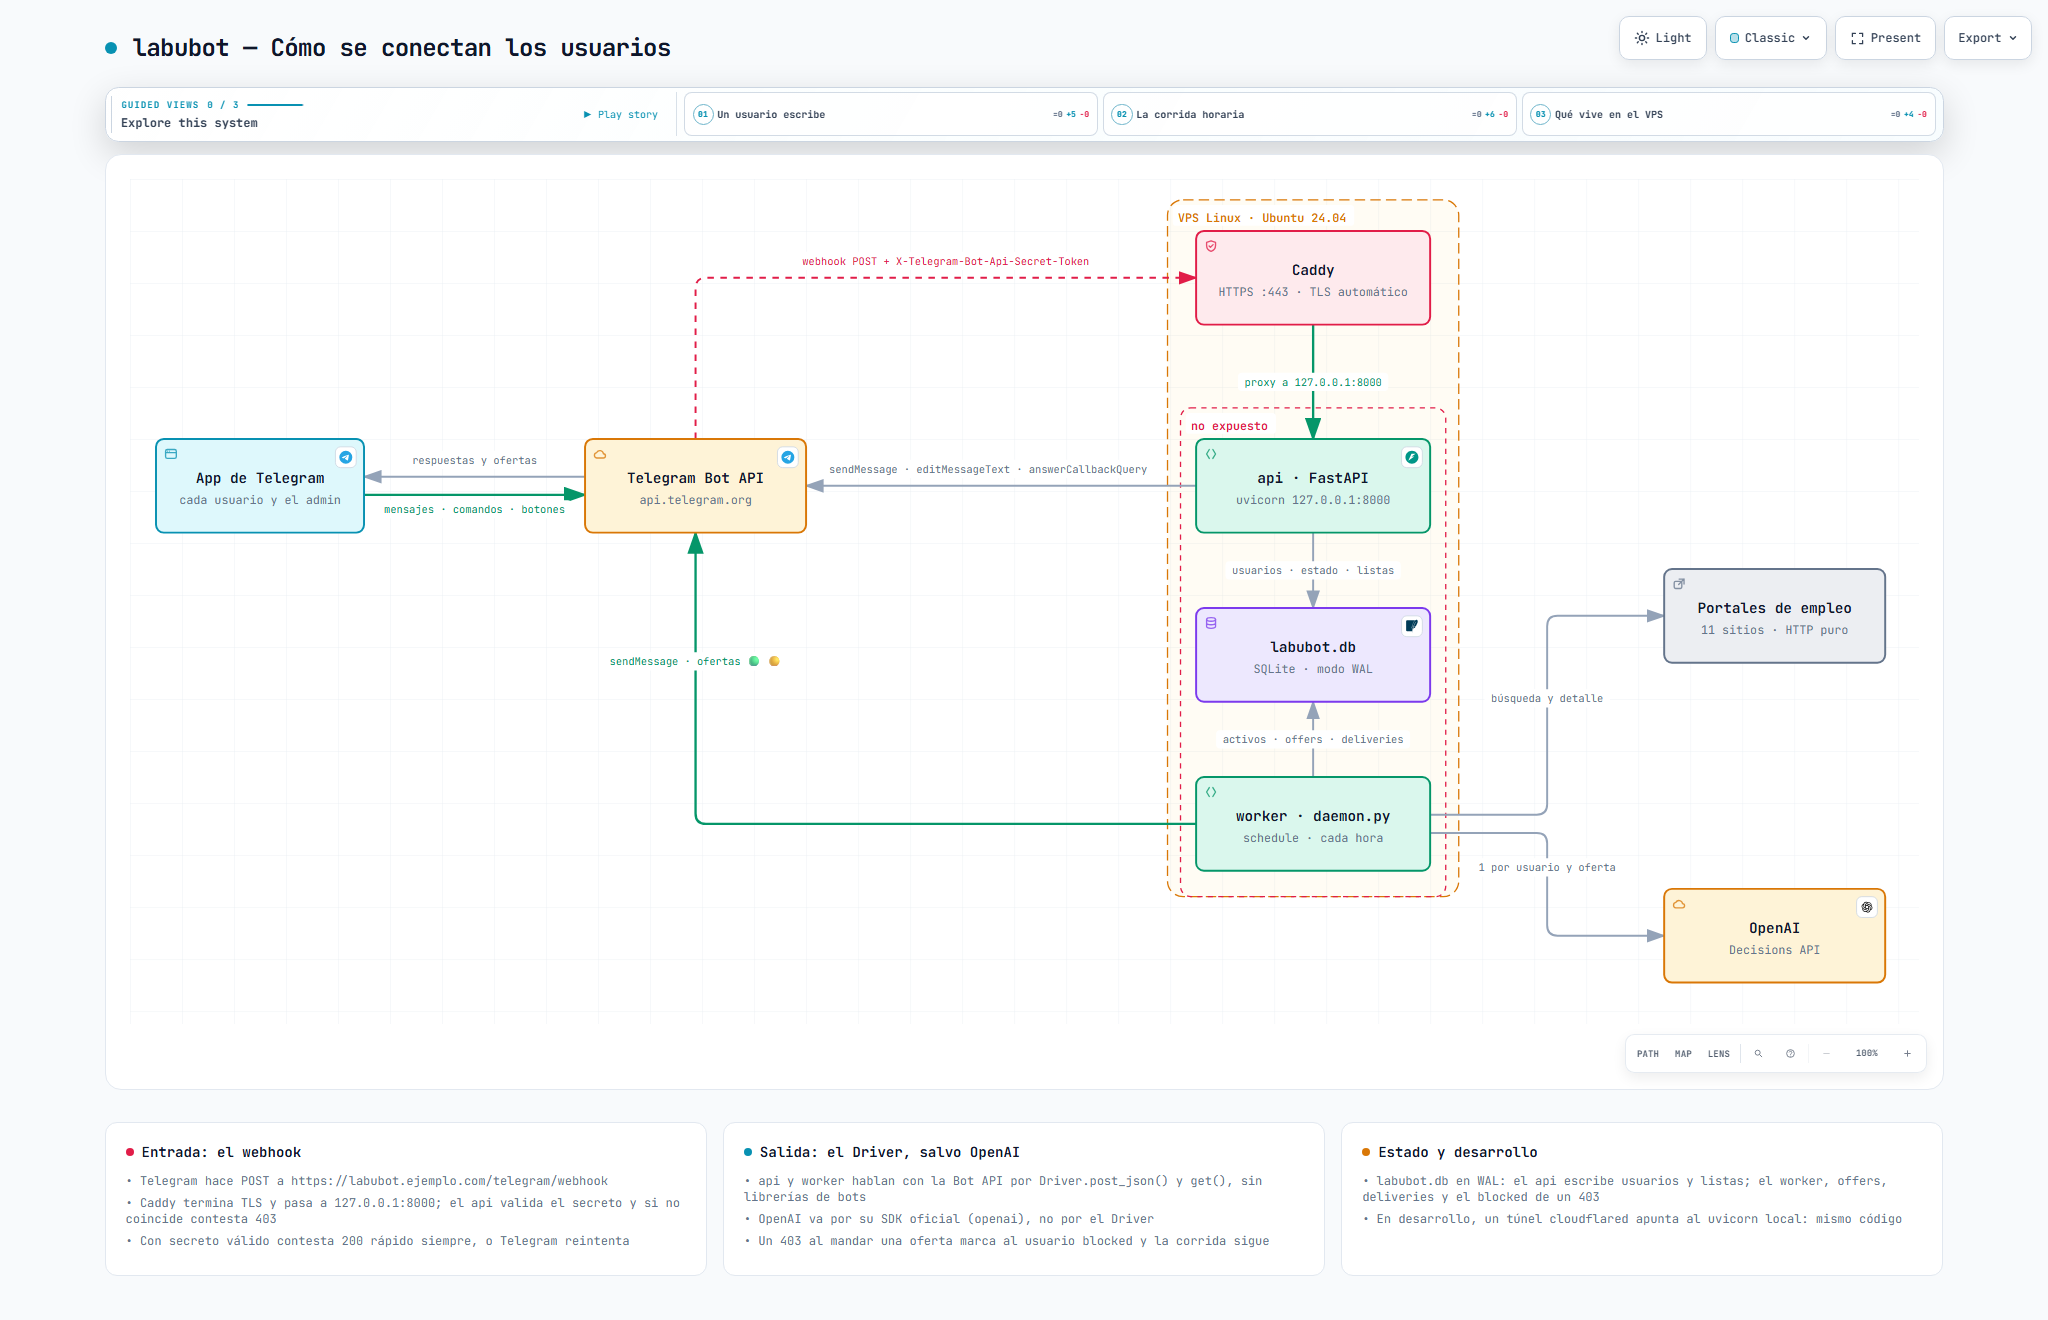 labubot — Cómo se conectan los usuarios
Light
Classic
Present
Export
GUIDED VIEWS 0 / 3
Explore this system
▶ Play story
01 Un usuario escribe =0 +5 -0
02 La corrida horaria =0 +6 -0
03 Qué vive en el VPS =0 +4 -0
VPS Linux · Ubuntu 24.04
Caddy
HTTPS :443 · TLS automático
webhook POST + X-Telegram-Bot-Api-Secret-Token
proxy a 127.0.0.1:8000
no expuesto
App de Telegram
cada usuario y el admin
respuestas y ofertas
mensajes · comandos · botones
Telegram Bot API
api.telegram.org
sendMessage · editMessageText · answerCallbackQuery
api · FastAPI
uvicorn 127.0.0.1:8000
usuarios · estado · listas
labubot.db
SQLite · modo WAL
sendMessage · ofertas
activos · offers · deliveries
worker · daemon.py
schedule · cada hora
Portales de empleo
11 sitios · HTTP puro
búsqueda y detalle
1 por usuario y oferta
OpenAI
Decisions API
PATH MAP LENS 100%
Entrada: el webhook
• Telegram hace POST a https://labubot.ejemplo.com/telegram/webhook
• Caddy termina TLS y pasa a 127.0.0.1:8000; el api valida el secreto y si no
coincide contesta 403
• Con secreto válido contesta 200 rápido siempre, o Telegram reintenta
Salida: el Driver, salvo OpenAI
• api y worker hablan con la Bot API por Driver.post_json() y get(), sin
librerías de bots
• OpenAI va por su SDK oficial (openai), no por el Driver
• Un 403 al mandar una oferta marca al usuario blocked y la corrida sigue
Estado y desarrollo
• labubot.db en WAL: el api escribe usuarios y listas; el worker, offers,
deliveries y el blocked de un 403
• En desarrollo, un túnel cloudflared apunta al uvicorn local: mismo código